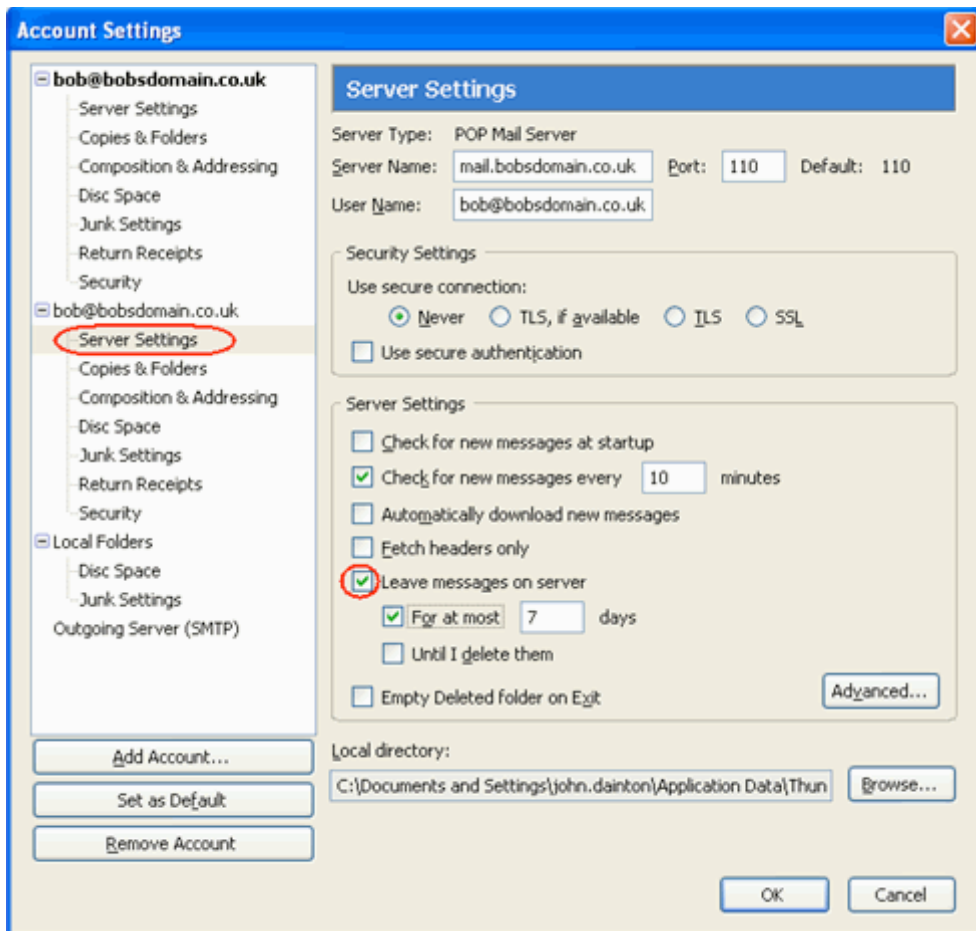 Account Settings
bob@bobsdomain.co.uk
Server Settings
Copies & Folders
Composition & Addressing
Disc Space
Junk Settings
Return Receipts
Security
bob@bobsdomain.co.uk
Server Settings
Copies & Folders
Composition & Addressing
Disc Space
Junk Settings
Return Receipts
Security
Local Folders
Disc Space
Junk Settings
Outgoing Server (SMTP)
Add Account...
Set as Default
Remove Account
Server Settings
Server Type: POP Mail Server
Server Name: mail.bobsdomain.co.uk Port: 110 Default: 110
User Name: bob@bobsdomain.co.uk
Security Settings
Use secure connection:
Never TLS, if available TLS SSL
Use secure authentication
Server Settings
Check for new messages at startup
Check for new messages every 10 minutes
Automatically download new messages
Fetch headers only
Leave messages on server
For at most 7 days
Until I delete them
Empty Deleted folder on Exit
Advanced...
Local directory:
C:\Documents and Settings\john.dainton\Application Data\Thun Browse...
OK Cancel